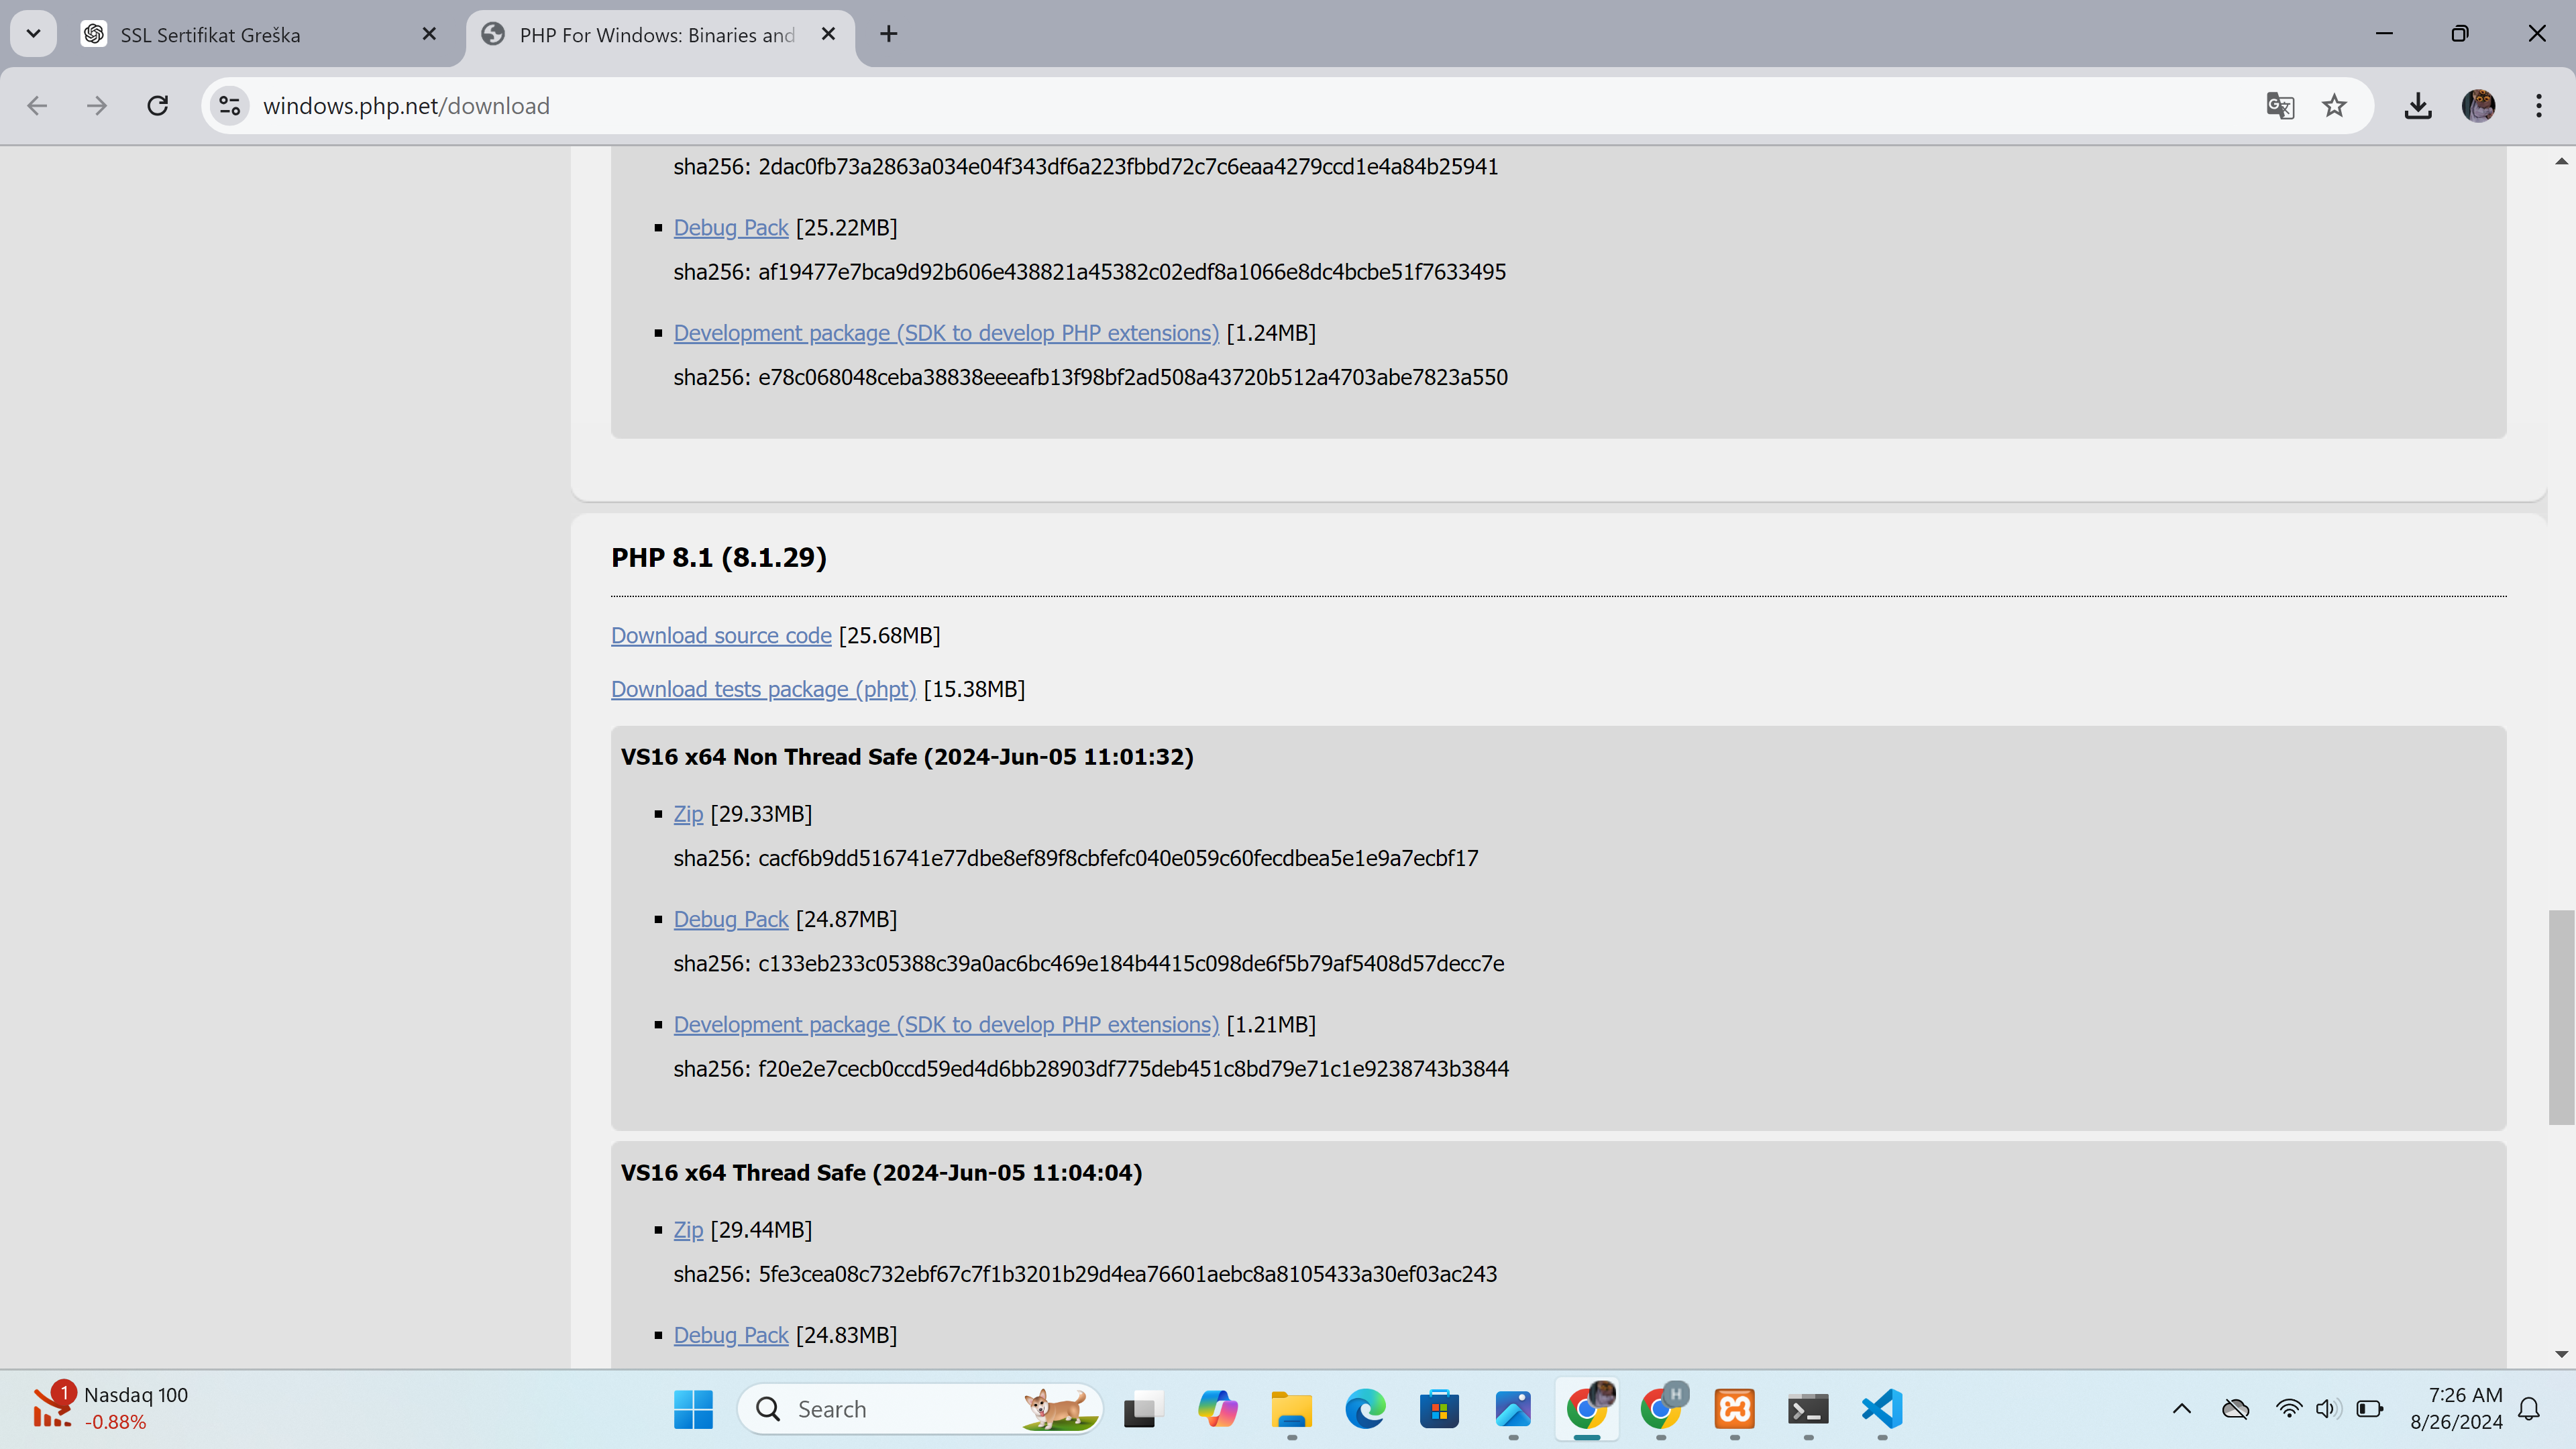 SSL Sertifikat Greška
PHP For Windows: Binaries and
windows.php.net/download
sha256: 2dac0fb73a2863a034e04f343df6a223fbbd72c7c6eaa4279ccd1e4a84b25941
Debug Pack [25.22MB]
sha256: af19477e7bca9d92b606e438821a45382c02edf8a1066e8dc4bcbe51f7633495
Development package (SDK to develop PHP extensions) [1.24MB]
sha256: e78c068048ceba38838eeeafb13f98bf2ad508a43720b512a4703abe7823a550
PHP 8.1 (8.1.29)
Download source code [25.68MB]
Download tests package (phpt) [15.38MB]
VS16 x64 Non Thread Safe (2024-Jun-05 11:01:32)
Zip [29.33MB]
sha256: cacf6b9dd516741e77dbe8ef89f8cbfefc040e059c60fecdbea5e1e9a7ecbf17
Debug Pack [24.87MB]
sha256: c133eb233c05388c39a0ac6bc469e184b4415c098de6f5b79af5408d57decc7e
Development package (SDK to develop PHP extensions) [1.21MB]
sha256: f20e2e7cecb0ccd59ed4d6bb28903df775deb451c8bd79e71c1e9238743b3844
VS16 x64 Thread Safe (2024-Jun-05 11:04:04)
Zip [29.44MB]
sha256: 5fe3cea08c732ebf67c7f1b3201b29d4ea76601aebc8a8105433a30ef03ac243
Debug Pack [24.83MB]
1
Nasdaq 100
-0.88%
Search
H
7:26 AM
8/26/2024